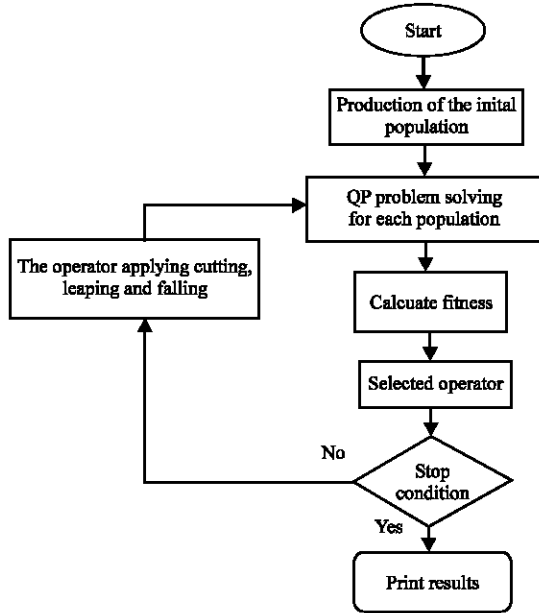 Start
Production of the inital
population
QP problem solving
for each population
The operator applying cutting,
leaping and falling
Calcuate fitness
Selected operator
No
Stop
condition
Yes
Print results